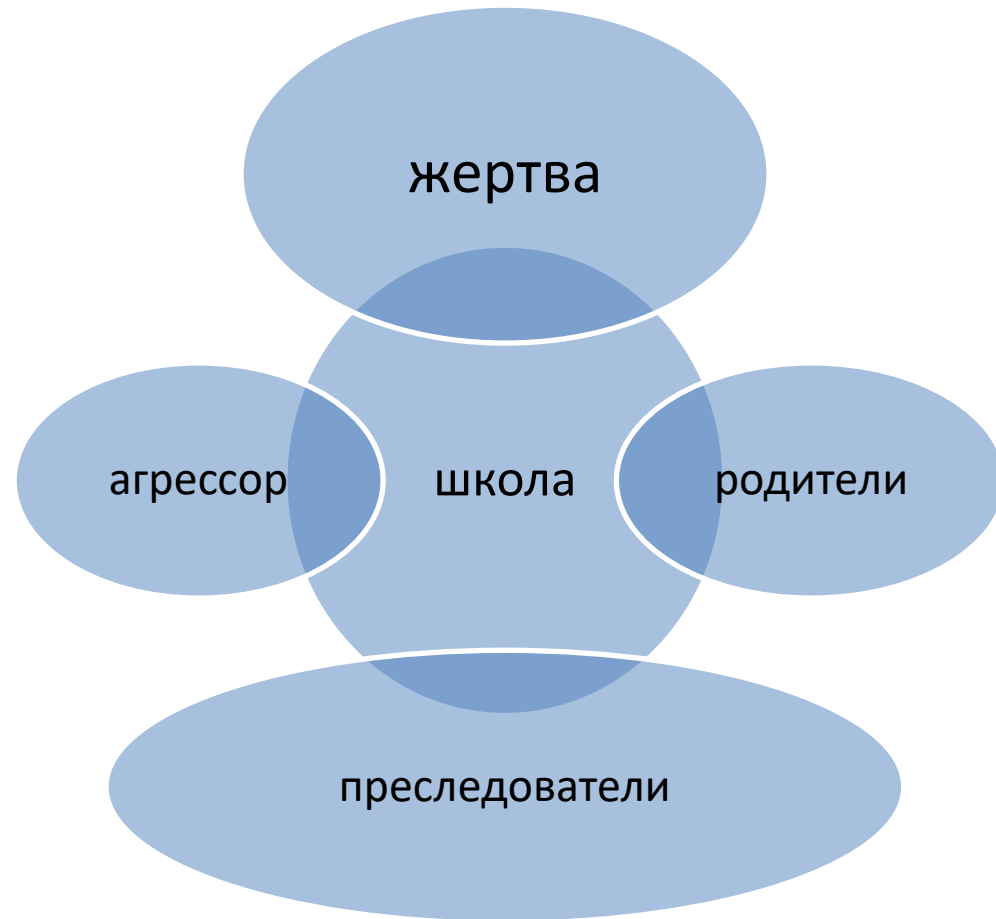 жертва
агрессор
школа
родители
преследователи